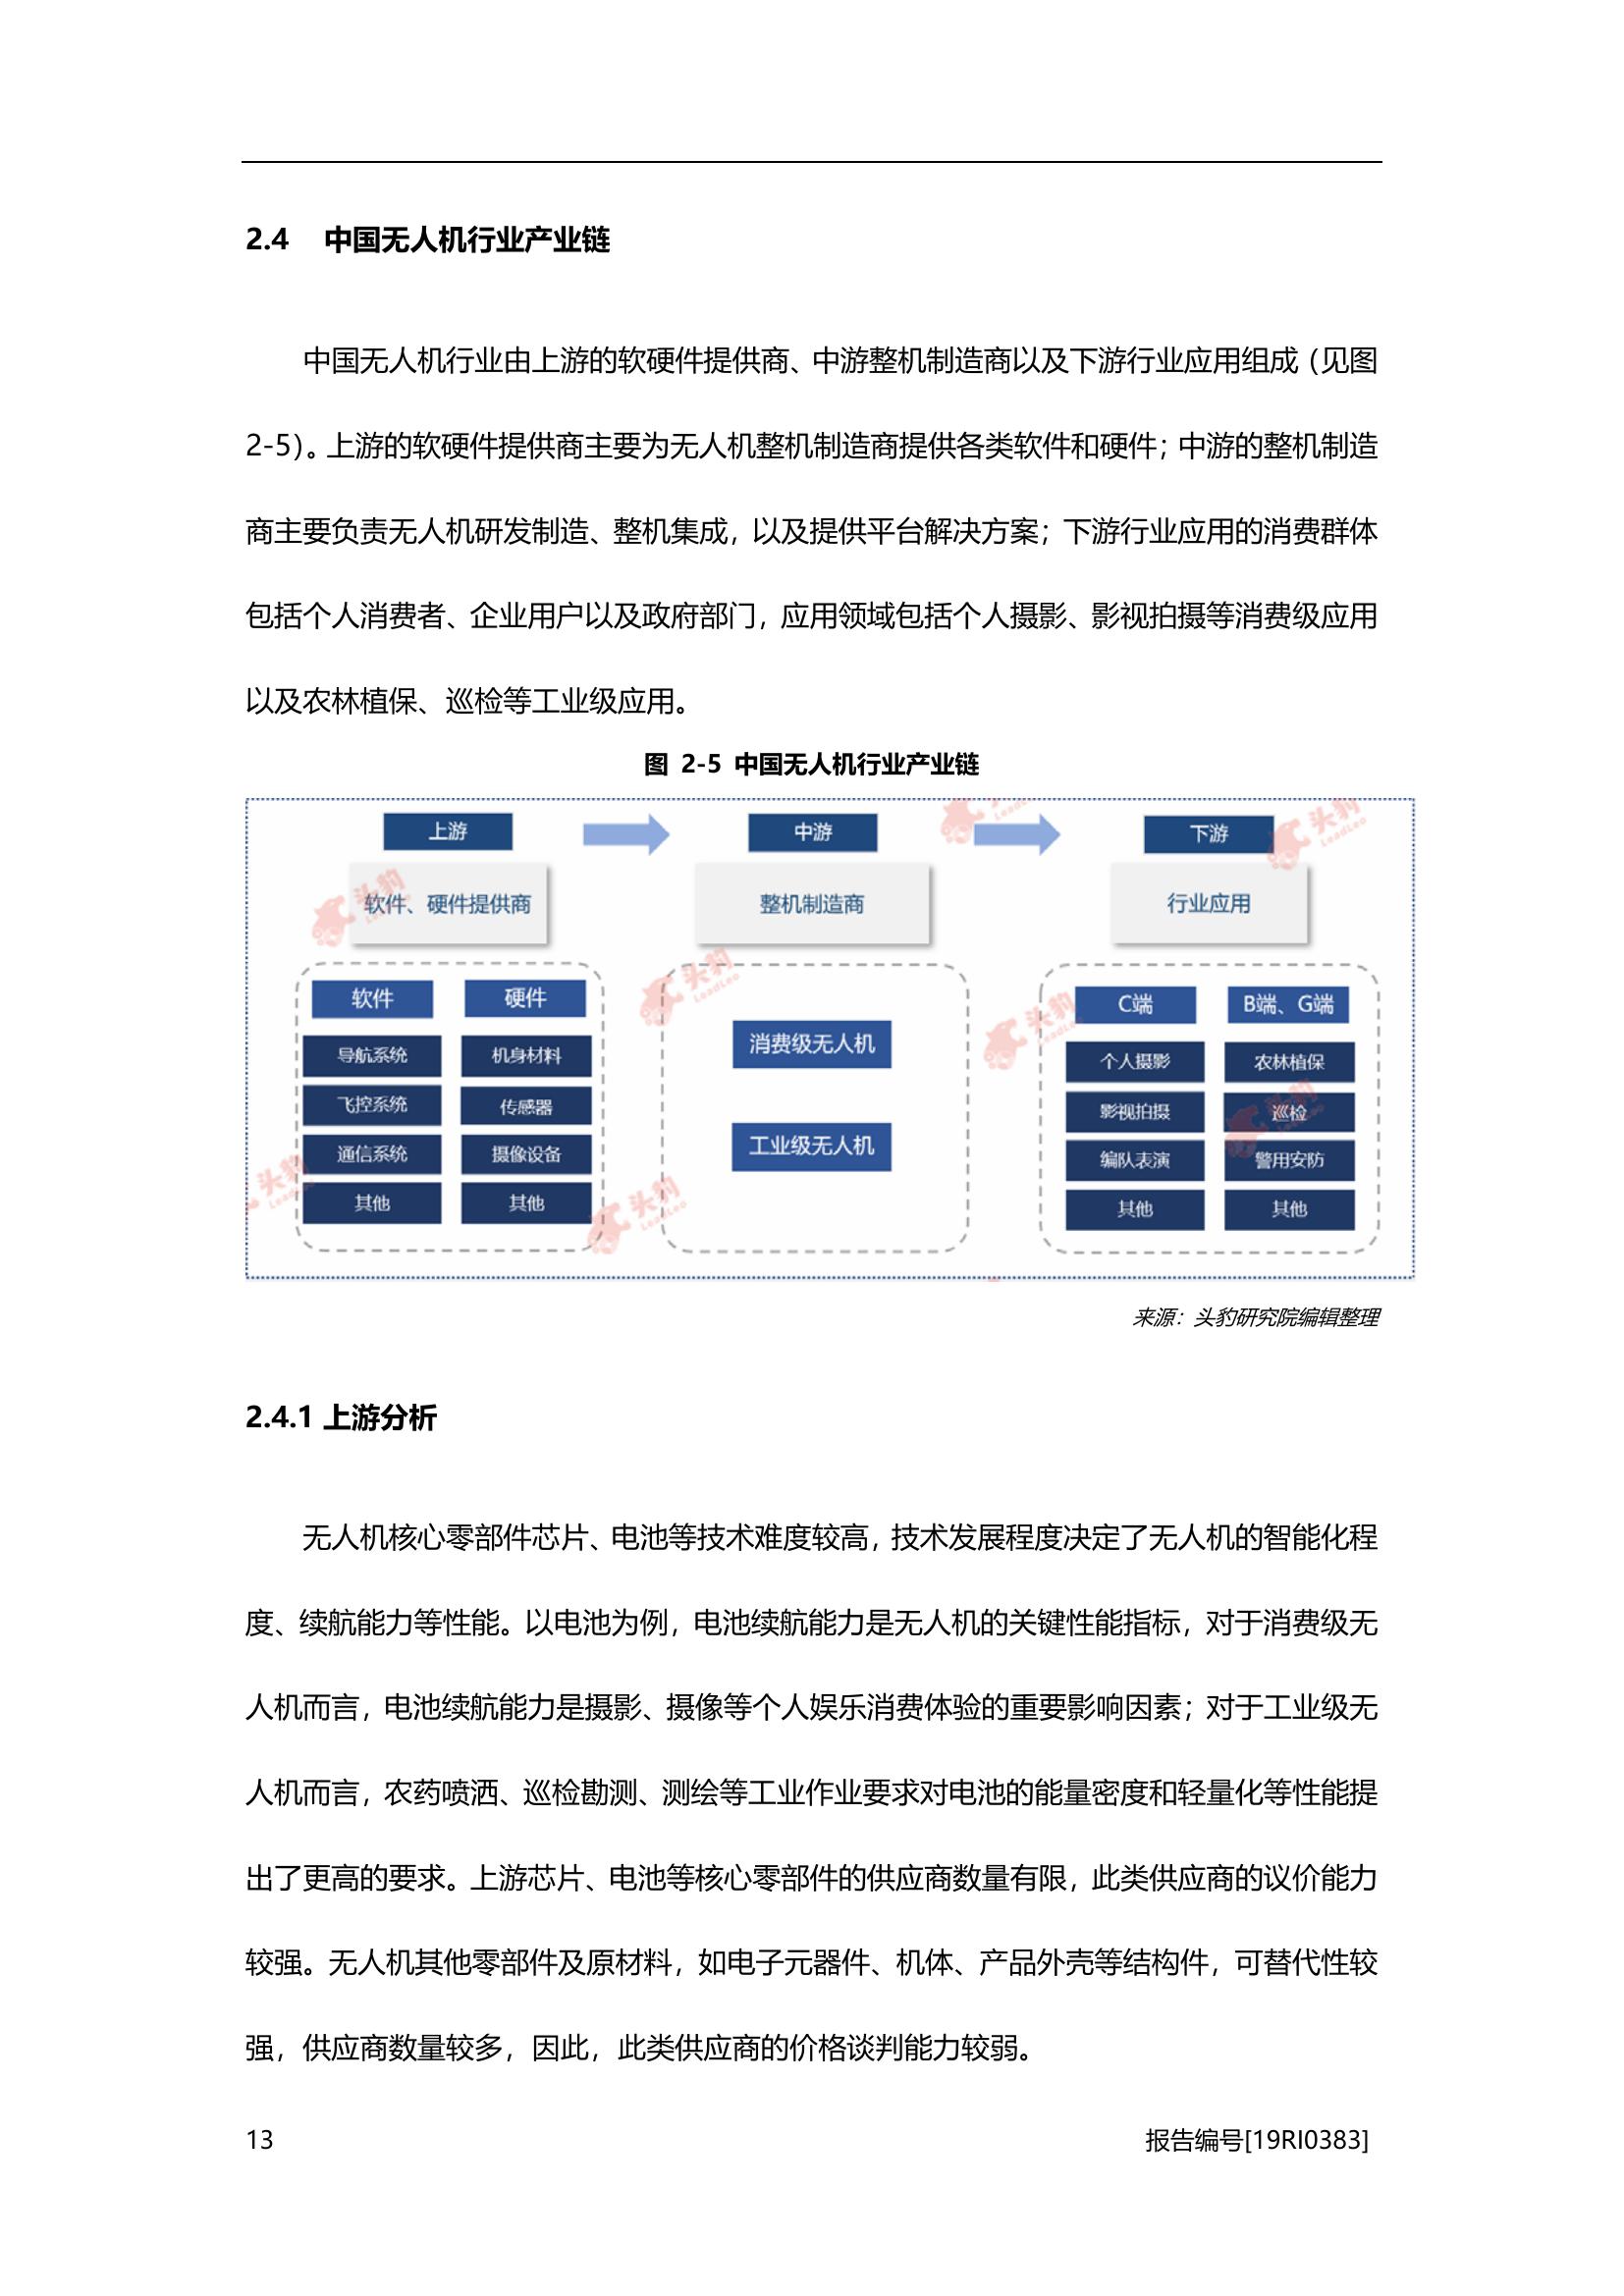 2.4 中国无人机行业产业链
中国无人机行业由上游的软硬件提供商、中游整机制造商以及下游行业应用组成（见图
2-5）。上游的软硬件提供商主要为无人机整机制造商提供各类软件和硬件；中游的整机制造
商主要负责无人机研发制造、整机集成，以及提供平台解决方案；下游行业应用的消费群体
包括个人消费者、企业用户以及政府部门，应用领域包括个人摄影、影视拍摄等消费级应用
以及农林植保、巡检等工业级应用。
图 2-5 中国无人机行业产业链
上游 中游 下游
软件、硬件提供商 整机制造商 行业应用
软件 硬件 C端 B端、G端
导航系统 机身材料 消费级无人机 个人摄影 农林植保
飞控系统 传感器 影视拍摄 巡检
通信系统 摄像设备 工业级无人机 编队表演 警用安防
其他 其他 其他 其他
头豹 LeadLeo
头豹 LeadLeo
头豹 LeadLeo
头豹 LeadLeo
头豹 LeadLeo
头豹 LeadLeo
来源：头豹研究院编辑整理
2.4.1 上游分析
无人机核心零部件芯片、电池等技术难度较高，技术发展程度决定了无人机的智能化程
度、续航能力等性能。以电池为例，电池续航能力是无人机的关键性能指标，对于消费级无
人机而言，电池续航能力是摄影、摄像等个人娱乐消费体验的重要影响因素；对于工业级无
人机而言，农药喷洒、巡检勘测、测绘等工业作业要求对电池的能量密度和轻量化等性能提
出了更高的要求。上游芯片、电池等核心零部件的供应商数量有限，此类供应商的议价能力
较强。无人机其他零部件及原材料，如电子元器件、机体、产品外壳等结构件，可替代性较
强，供应商数量较多，因此，此类供应商的价格谈判能力较弱。
13 报告编号[19RI0383]